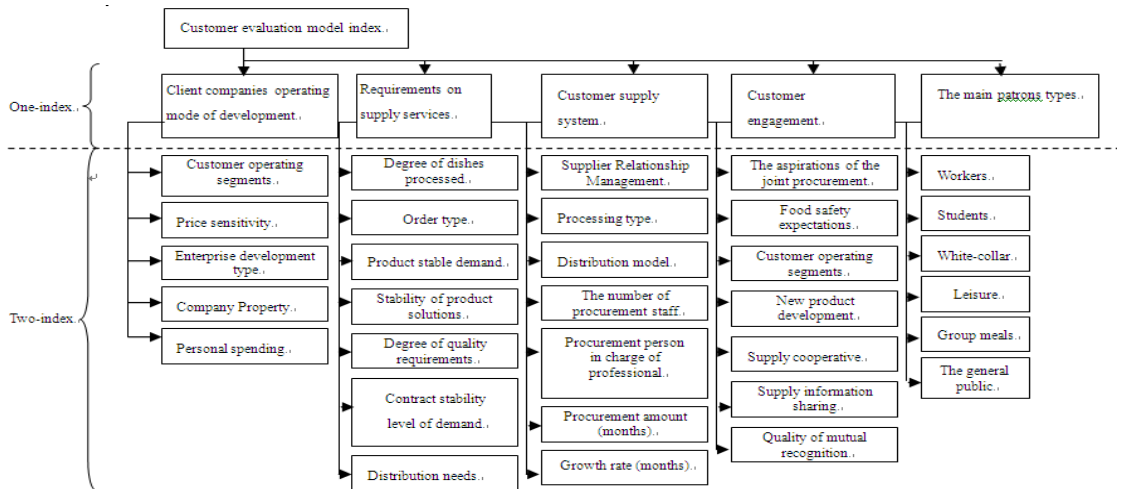 Customer evaluation model index.
One-index.
Client companies operating
mode of development.
Requirements on
supply services.
Customer supply
system.
Customer
engagement.
The main patrons types.
Two-index.
Customer operating
segments.
Price sensitivity.
Enterprise development
type.
Company Property.
Personal spending.
Degree of dishes
processed.
Order type.
Product stable demand.
Stability of product
solutions.
Degree of quality
requirements.
Contract stability
level of demand.
Distribution needs.
Supplier Relationship
Management.
Processing type.
Distribution model.
The number of
procurement staff.
Procurement person
in charge of
professional.
Procurement amount
(months).
Growth rate (months).
The aspirations of the
joint procurement.
Food safety
expectations.
Customer operating
segments.
New product
development.
Supply cooperative.
Supply information
sharing.
Quality of mutual
recognition.
Workers.
Students.
White-collar.
Leisure.
Group meals.
The general
public.